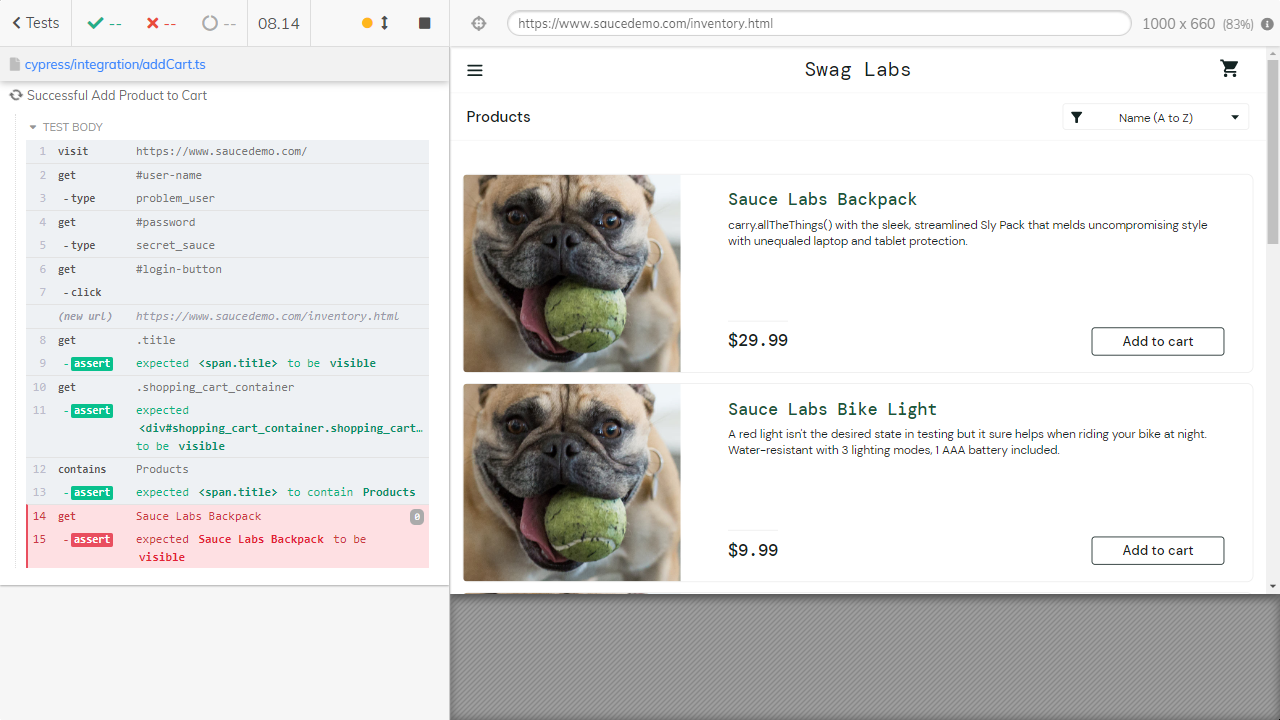 Tests
--
--
--
08.14
https://www.saucedemo.com/inventory.html
1000 x 660 (83%)
cypress/integration/addCart.ts
Successful Add Product to Cart
TEST BODY
1 visit https://www.saucedemo.com/
2 get #user-name
3 -type problem_user
4 get #password
5 -type secret_sauce
6 get #login-button
7 -click
(new url) https://www.saucedemo.com/inventory.html
8 get .title
9 -assert expected <span.title> to be visible
10 get .shopping_cart_container
11 -assert expected
<div#shopping_cart_container.shopping_cart…
to be visible
12 contains Products
13 -assert expected <span.title> to contain Products
14 get Sauce Labs Backpack 0
15 -assert expected Sauce Labs Backpack to be
visible
Swag Labs
Products
Name (A to Z)
Sauce Labs Backpack
carry.allTheThings() with the sleek, streamlined Sly Pack that melds uncompromising style
with unequaled laptop and tablet protection.
$29.99
Add to cart
Sauce Labs Bike Light
A red light isn't the desired state in testing but it sure helps when riding your bike at night.
Water-resistant with 3 lighting modes, 1 AAA battery included.
$9.99
Add to cart